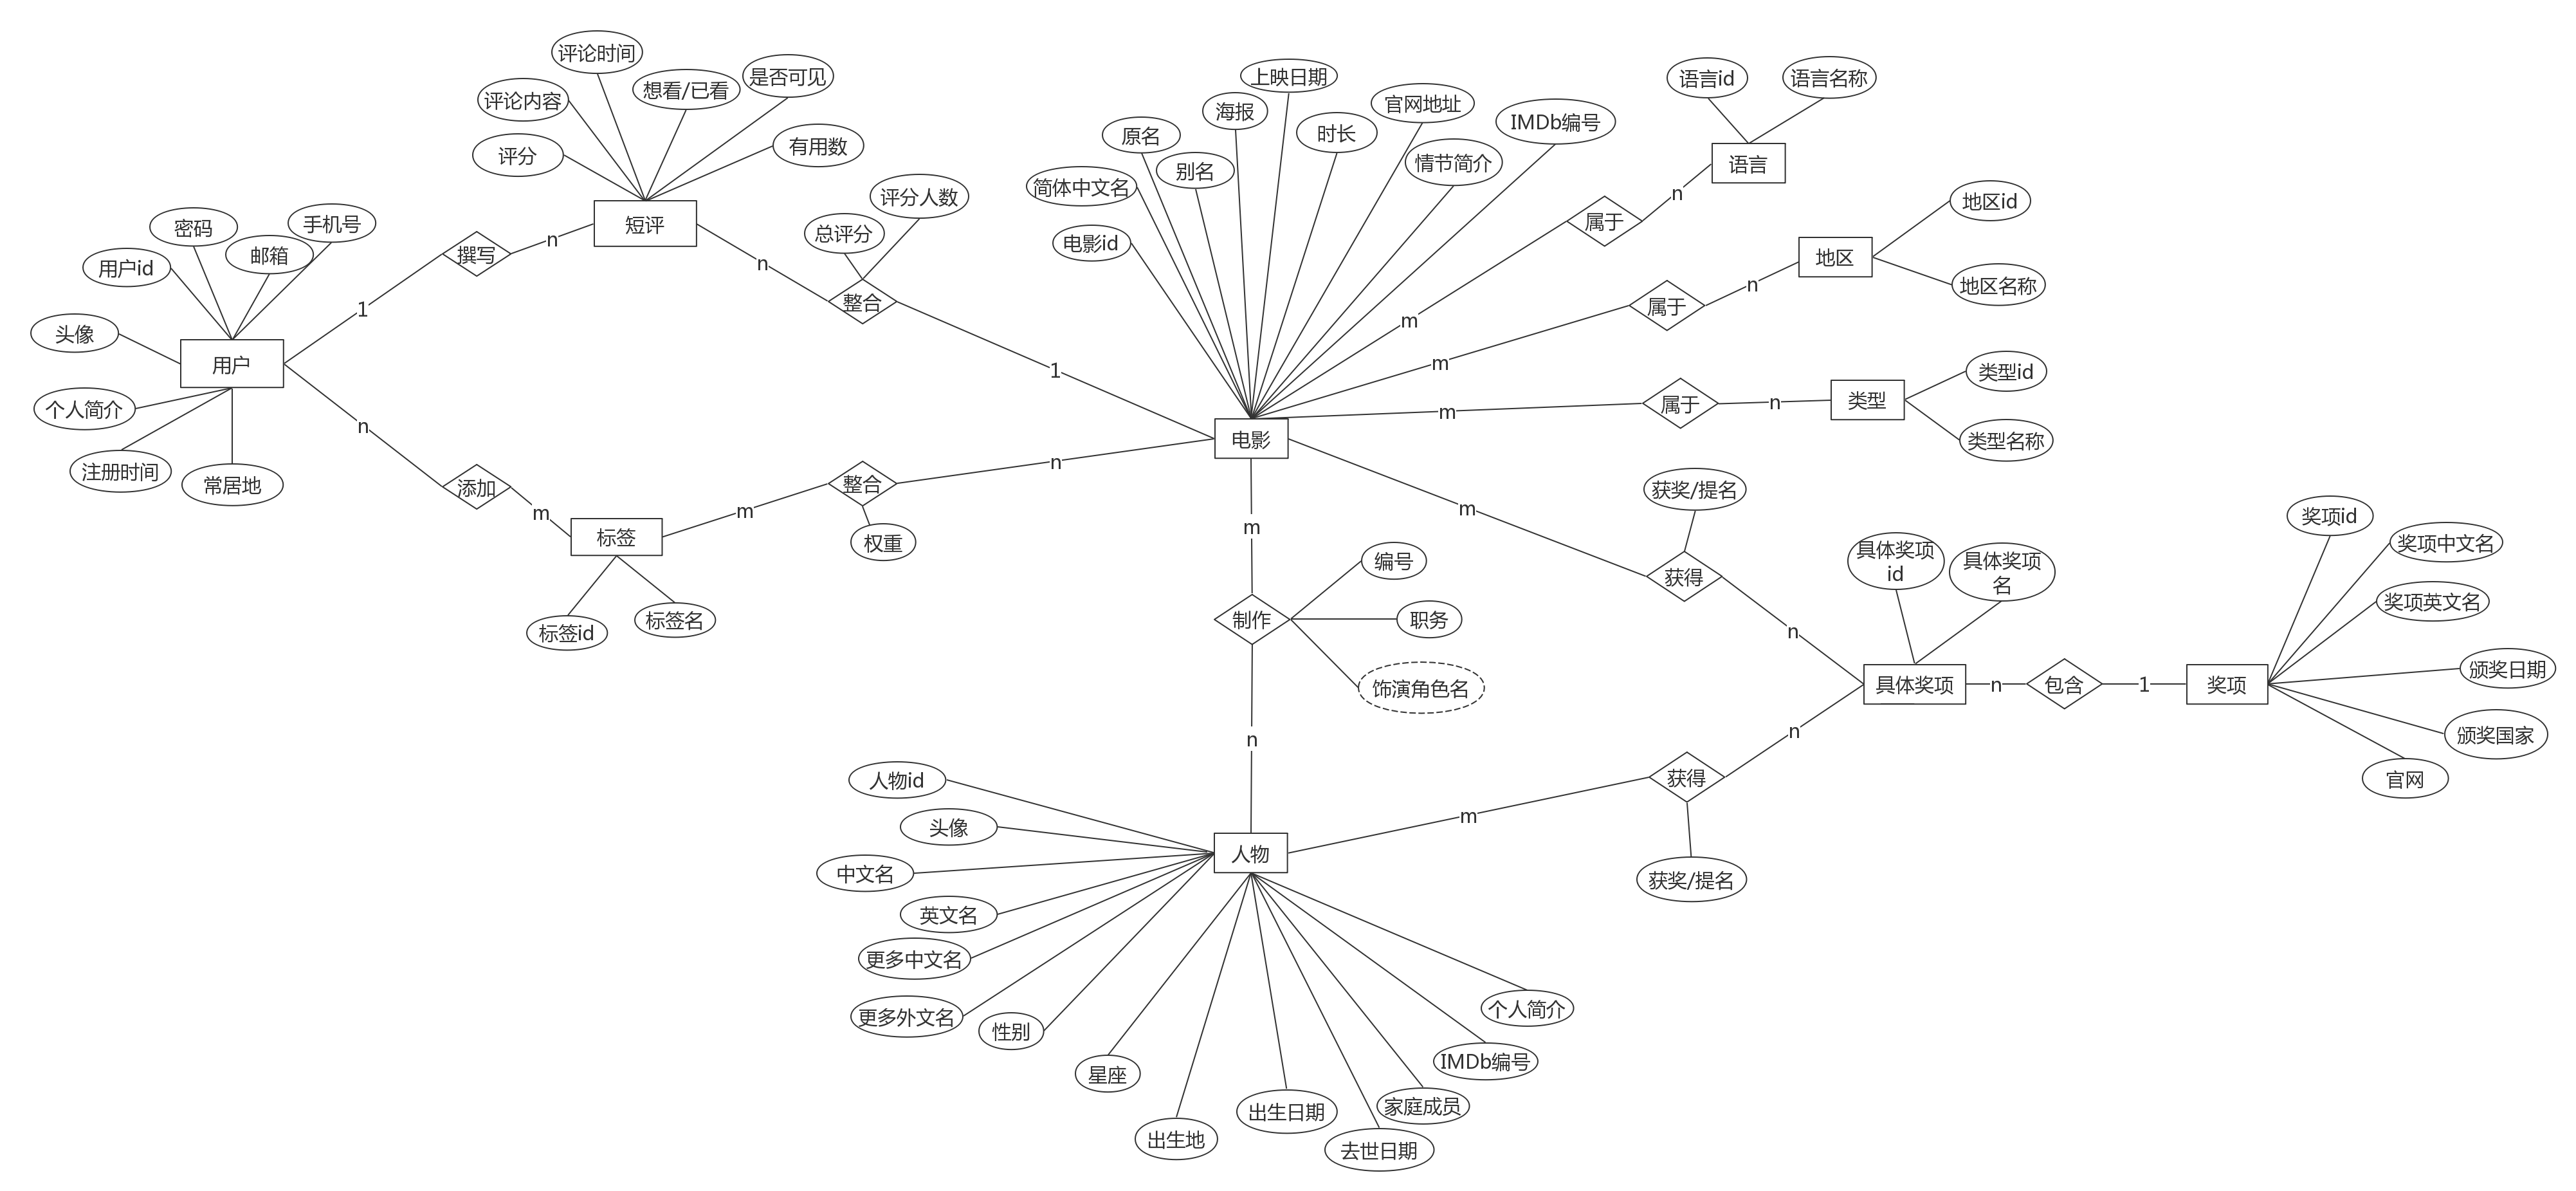 评论时间
想看/已看
是否可见
评论内容
评分
有用数
短评
密码
手机号
用户id
邮箱
头像
用户
个人简介
注册时间
常居地
1
撰写
n
n
添加
m
标签
标签id
标签名
总评分
评分人数
n
整合
1
m
整合
n
权重
上映日期
海报
官网地址
原名
时长
IMDb编号
别名
情节简介
简体中文名
电影id
电影
语言id
语言名称
语言
m
属于
n
地区id
地区
地区名称
m
属于
n
类型id
类型
类型名称
m
属于
n
获奖/提名
m
获得
n
m
制作
n
编号
职务
饰演角色名
具体奖项
id
具体奖项
名
具体奖项
n
包含
1
奖项
奖项id
奖项中文名
奖项英文名
颁奖日期
颁奖国家
官网
m
获得
n
获奖/提名
人物id
头像
中文名
人物
英文名
更多中文名
更多外文名
性别
星座
出生地
出生日期
去世日期
家庭成员
IMDb编号
个人简介